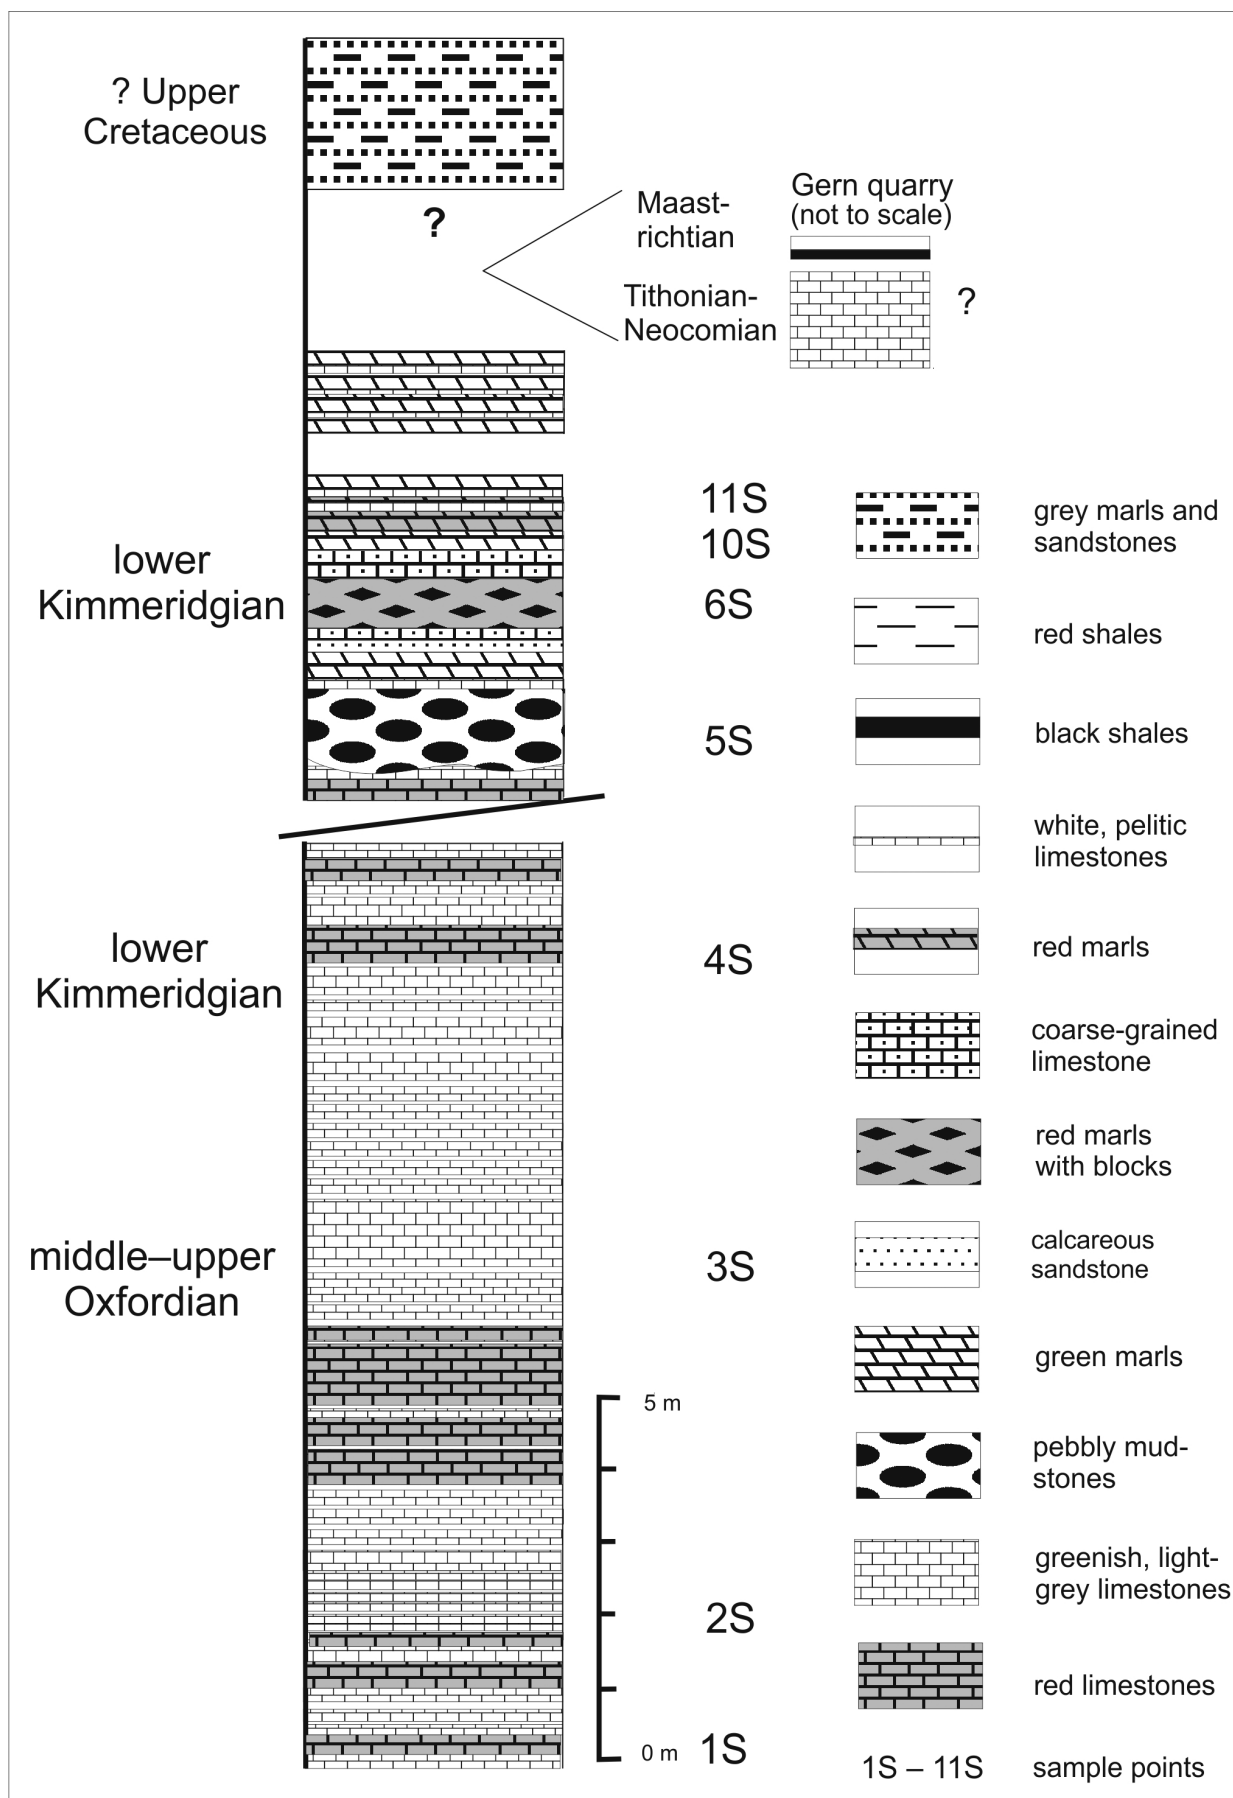 ? Upper
Cretaceous
?
Maast-
richtian
Tithonian-
Neocomian
Gern quarry
(not to scale)
?
lower
Kimmeridgian
lower
Kimmeridgian
middle–upper
Oxfordian
11S
10S
6S
5S
4S
3S
2S
1S
5 m
0 m
grey marls and
sandstones
red shales
black shales
white, pelitic
limestones
red marls
coarse-grained
limestone
red marls
with blocks
calcareous
sandstone
green marls
pebbly mud-
stones
greenish, light-
grey limestones
red limestones
1S – 11S
sample points